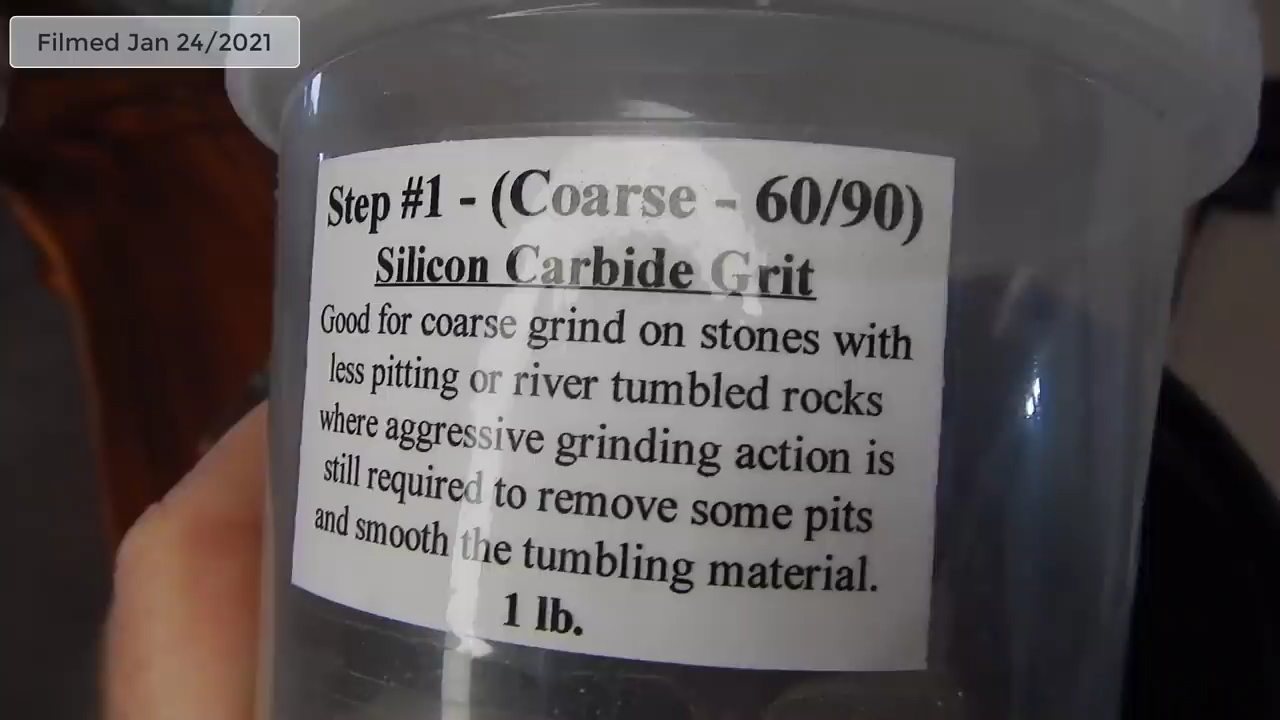 Filmed Jan 24/2021
Step #1 - (Coarse - 60/90)
Silicon Carbide Grit
Good for coarse grind on stones with
less pitting or river tumbled rocks
where aggressive grinding action is
still required to remove some pits
and smooth the tumbling material.
1 lb.